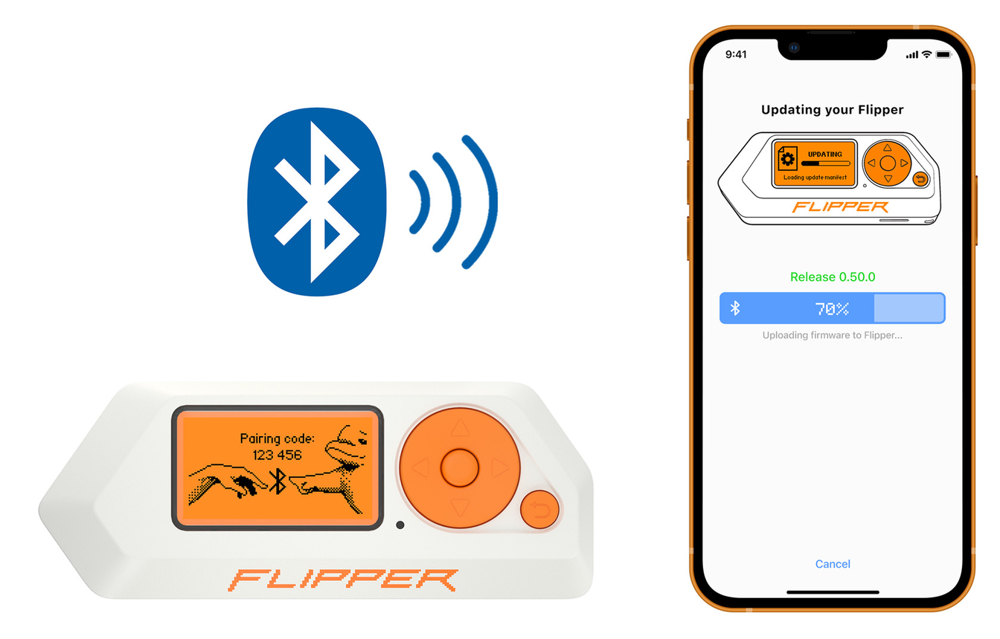 Pairing code:
123 456
FLIPPER
9:41
Updating your Flipper
UPDATING
Loading update manifest
FLIPPER
Release 0.50.0
70%
Uploading firmware to Flipper...
Cancel